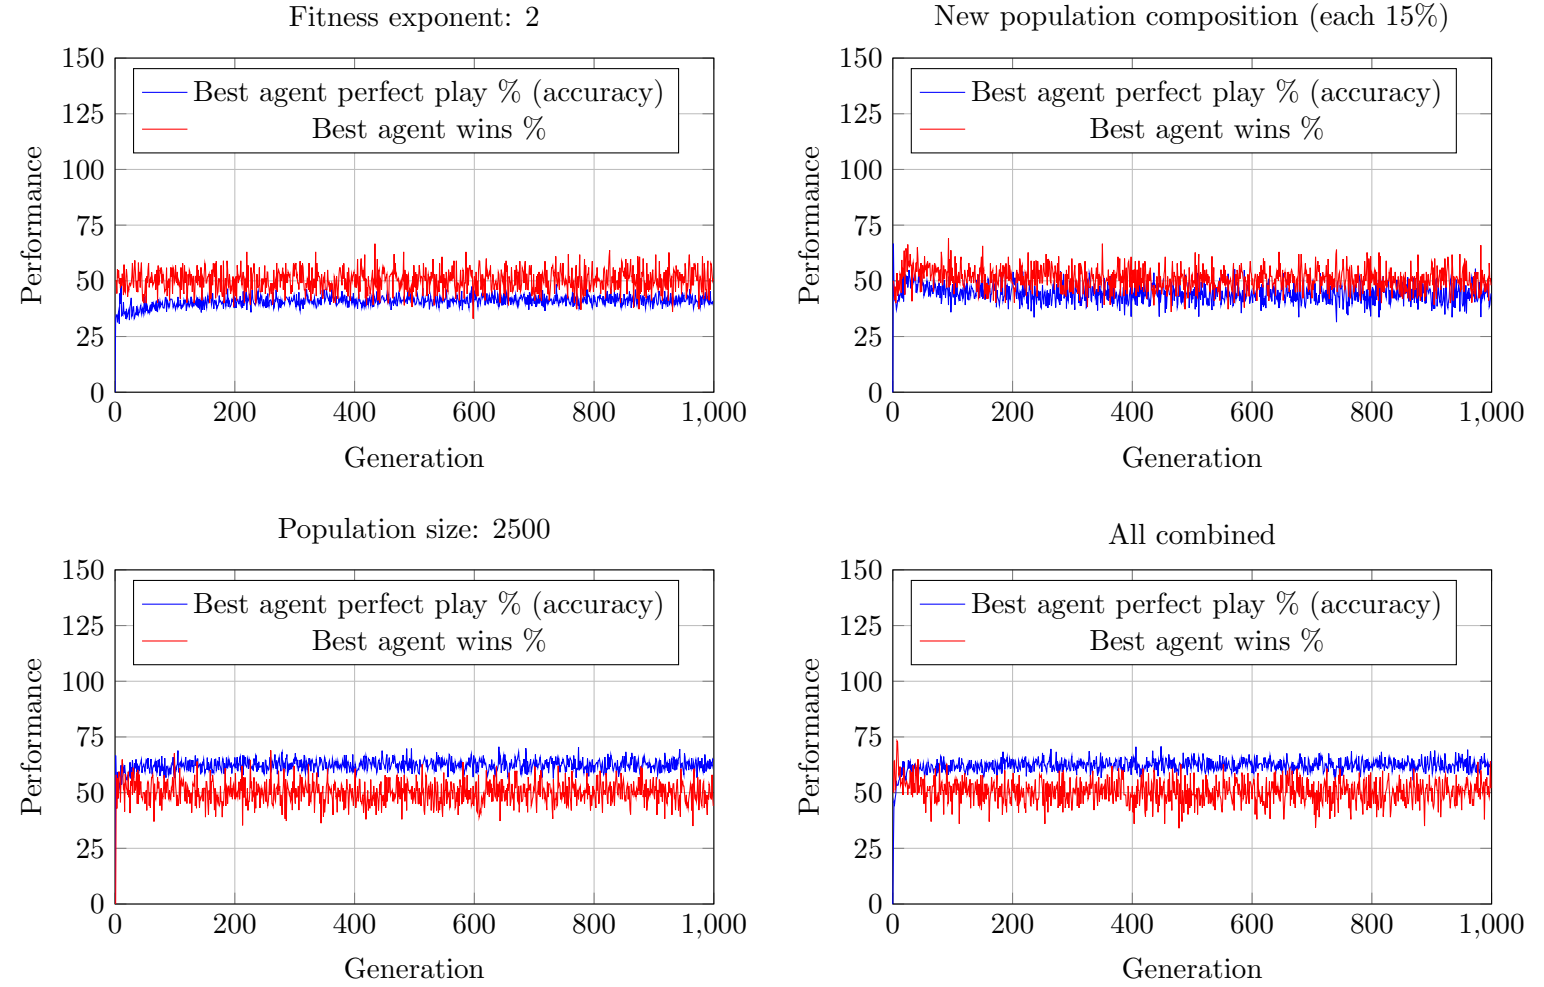 Fitness exponent: 2
150
125
100
75
50
25
0
Performance
Best agent perfect play % (accuracy)
Best agent wins %
0 200 400 600 800 1,000
Generation
New population composition (each 15%)
150
125
100
75
50
25
0
Performance
Best agent perfect play % (accuracy)
Best agent wins %
0 200 400 600 800 1,000
Generation
Population size: 2500
150
125
100
75
50
25
0
Performance
Best agent perfect play % (accuracy)
Best agent wins %
0 200 400 600 800 1,000
Generation
All combined
150
125
100
75
50
25
0
Performance
Best agent perfect play % (accuracy)
Best agent wins %
0 200 400 600 800 1,000
Generation